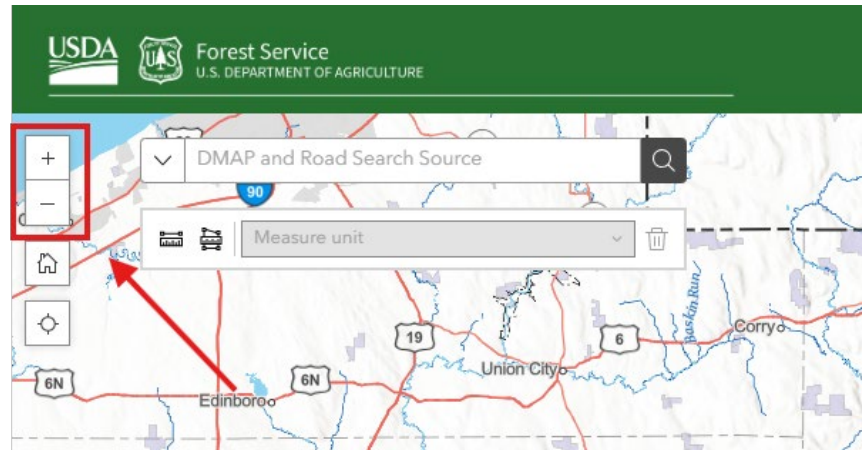 USDA
UAS
Forest Service
U.S. DEPARTMENT OF AGRICULTURE
+
DMAP and Road Search Source
90
−
Measure unit
Baskin Run
19
6
Corry
Union City
6N
6N
Edinboro